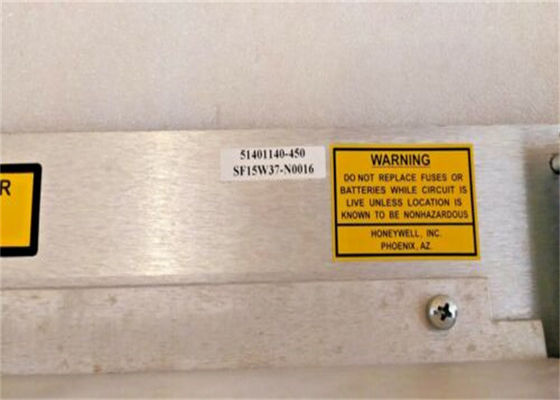 51401140-450
SF15W37-N0016
WARNING
DO NOT REPLACE FUSES OR
BATTERIES WHILE CIRCUIT IS
LIVE UNLESS LOCATION IS
KNOWN TO BE NONHAZARDOUS
HONEYWELL, INC.
PHOENIX, AZ.
R